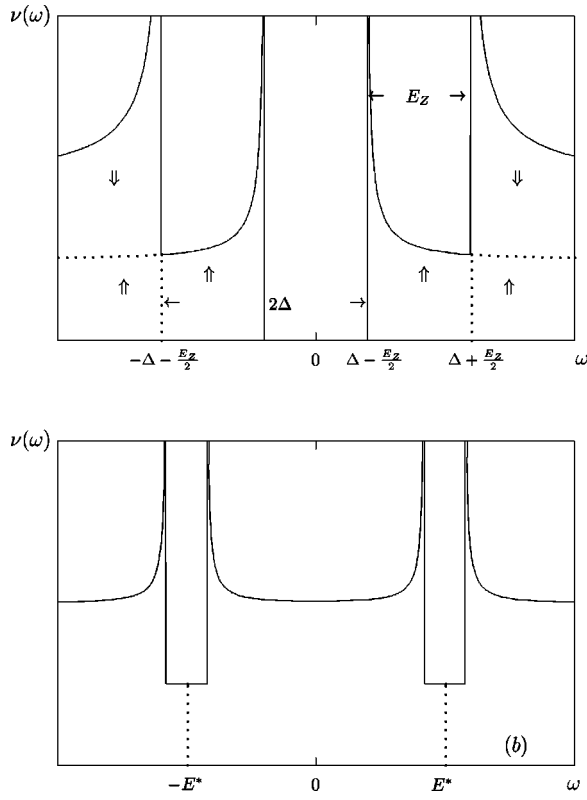 ν(ω)
← E_Z →
⇓ ⇓
⇑ ⇑ ⇑ ⇑
← 2Δ →
−Δ − E_Z/2 0 Δ − E_Z/2 Δ + E_Z/2 ω
ν(ω)
(b)
−E* 0 E* ω